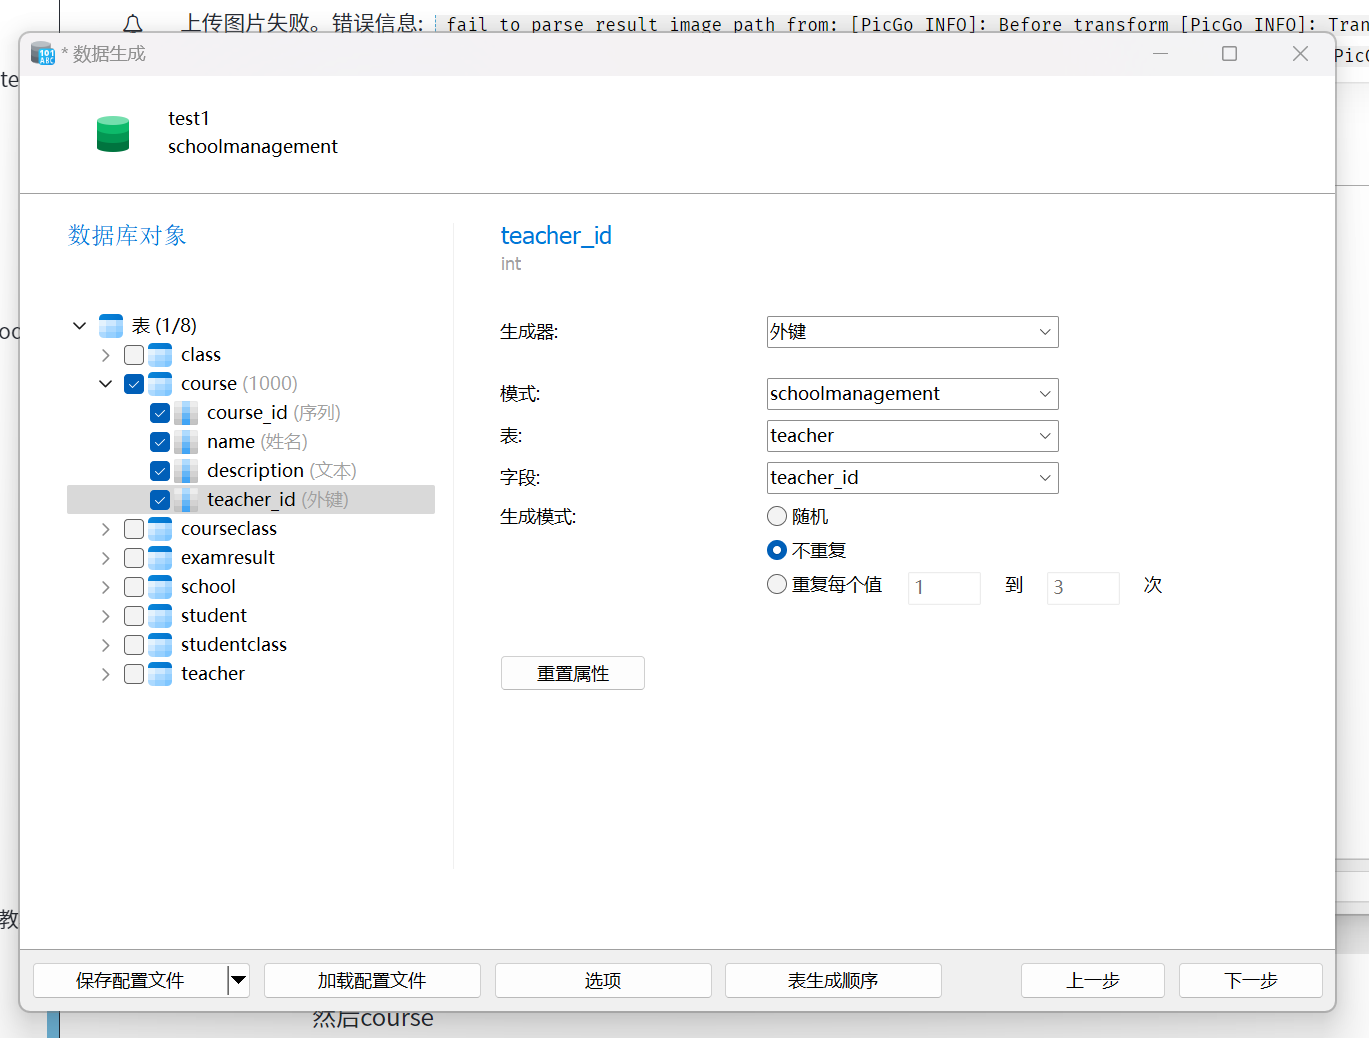 上传图片失败。错误信息: fail to parse result image path from: [PicGo INFO]: Before transform [PicGo INFO]: Tran
* 数据生成
PicG
te
test1
schoolmanagement
数据库对象
teacher_id
int
表 (1/8)
生成器: 外键
oc
class
course (1000)
模式: schoolmanagement
course_id (序列)
name (姓名)
表: teacher
description (文本)
字段: teacher_id
teacher_id (外键)
生成模式: 随机
courseclass
不重复
examresult
school
重复每个值 1 到 3 次
student
studentclass
teacher
重置属性
教
保存配置文件 加载配置文件 选项 表生成顺序 上一步 下一步
然后course